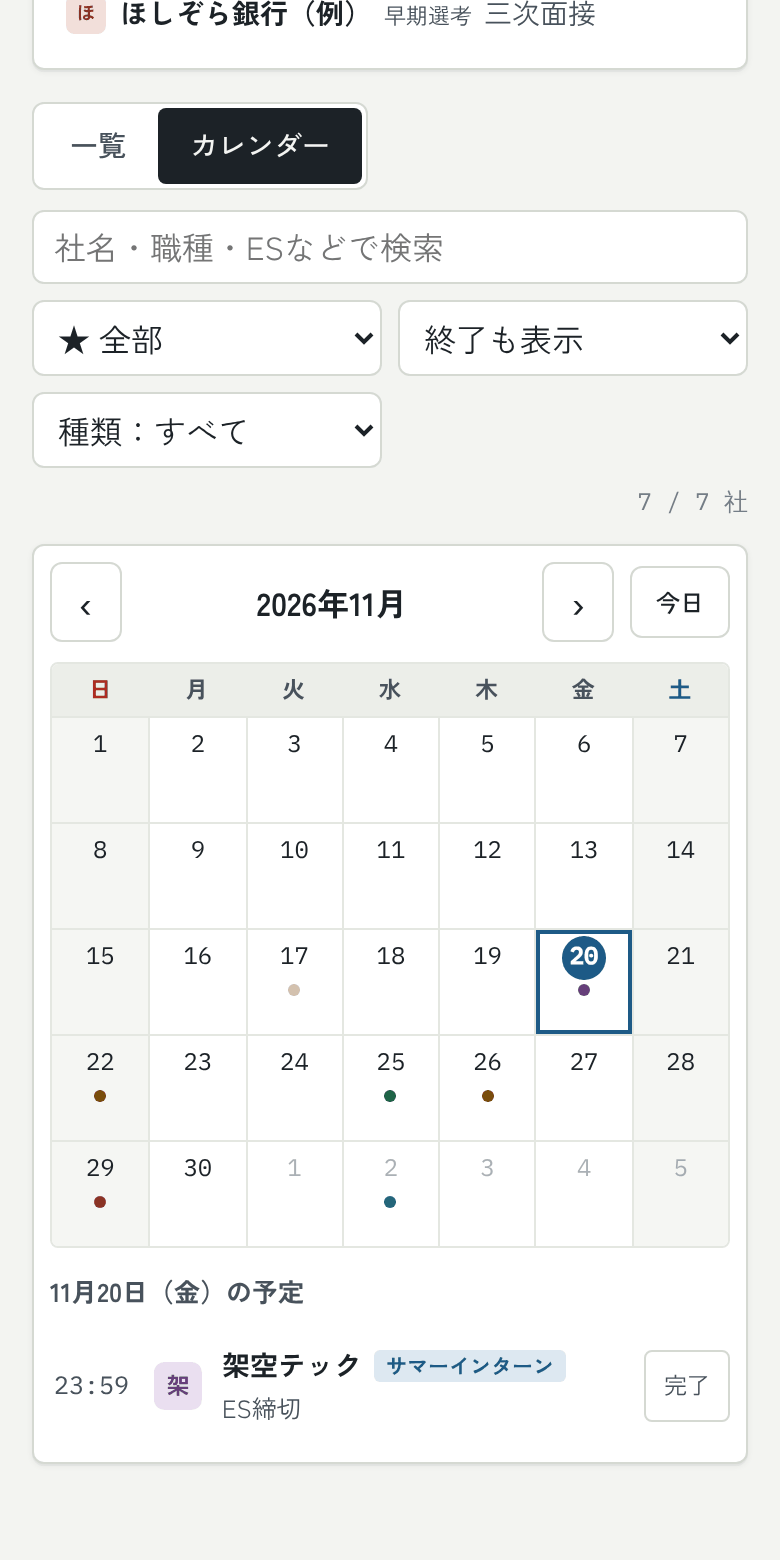 ほ ほしぞら銀行（例） 早期選考 三次面接
一覧 カレンダー
社名・職種・ESなどで検索
★ 全部 終了も表示
種類：すべて
7 / 7 社
‹ 2026年11月 › 今日
日 月 火 水 木 金 土
1 2 3 4 5 6 7
8 9 10 11 12 13 14
15 16 17 18 19 20 21
22 23 24 25 26 27 28
29 30 1 2 3 4 5
11月20日（金）の予定
23:59 架 架空テック サマーインターン 完了
ES締切